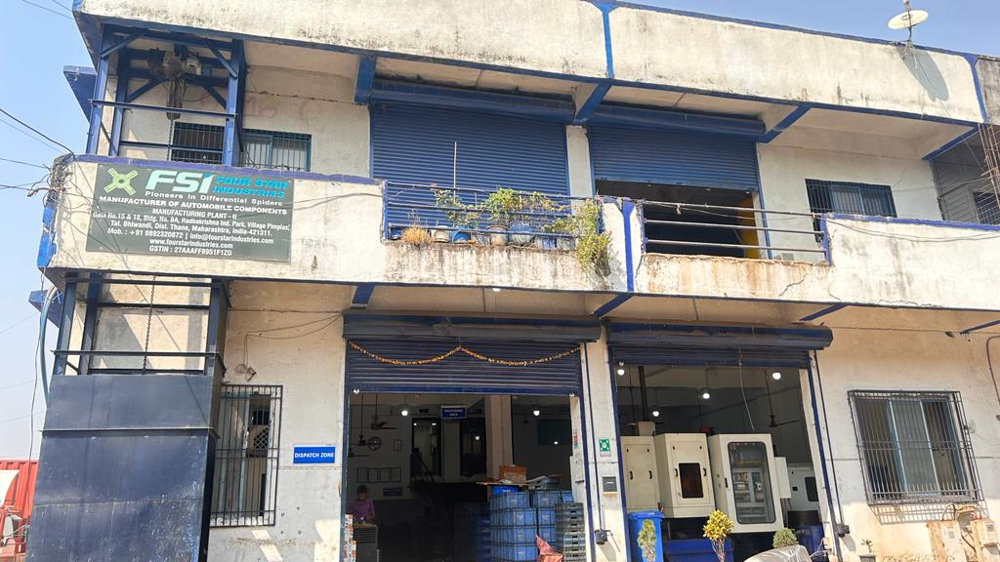 FSI FOUR STAR INDUSTRIES
Pioneers in Differential Spiders
MANUFACTURER OF AUTOMOBILE COMPONENTS
MANUFACTURING PLANT - II
Gala No.15 & 18, Bldg. No. 8A, Radhakrishna Ind. Park, Village Pimplas,
Tal. Bhiwandi, Dist. Thane, Maharashtra, India-421311.
Mob. : +91 9892320872 | info@fourstarindustries.com
www.fourstarindustries.com
GSTIN : 27AAAFF8951F1ZD
DISPATCH ZONE